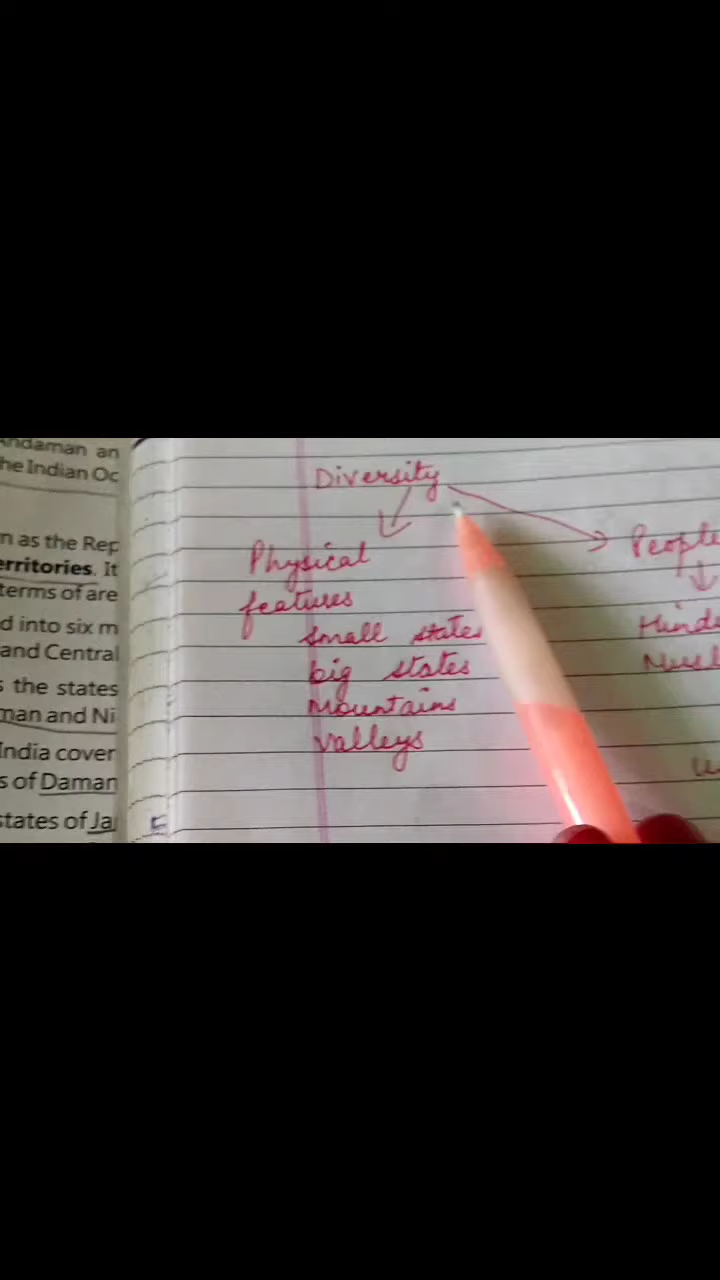 andaman an
he Indian Oc
n as the Rep
erritories. It
terms of are
d into six m
and Central
s the states
man and Ni
India cover
s of Daman
states of Ja
Diversity
Physical
features
small states
big states
mountains
valleys
People
Hind